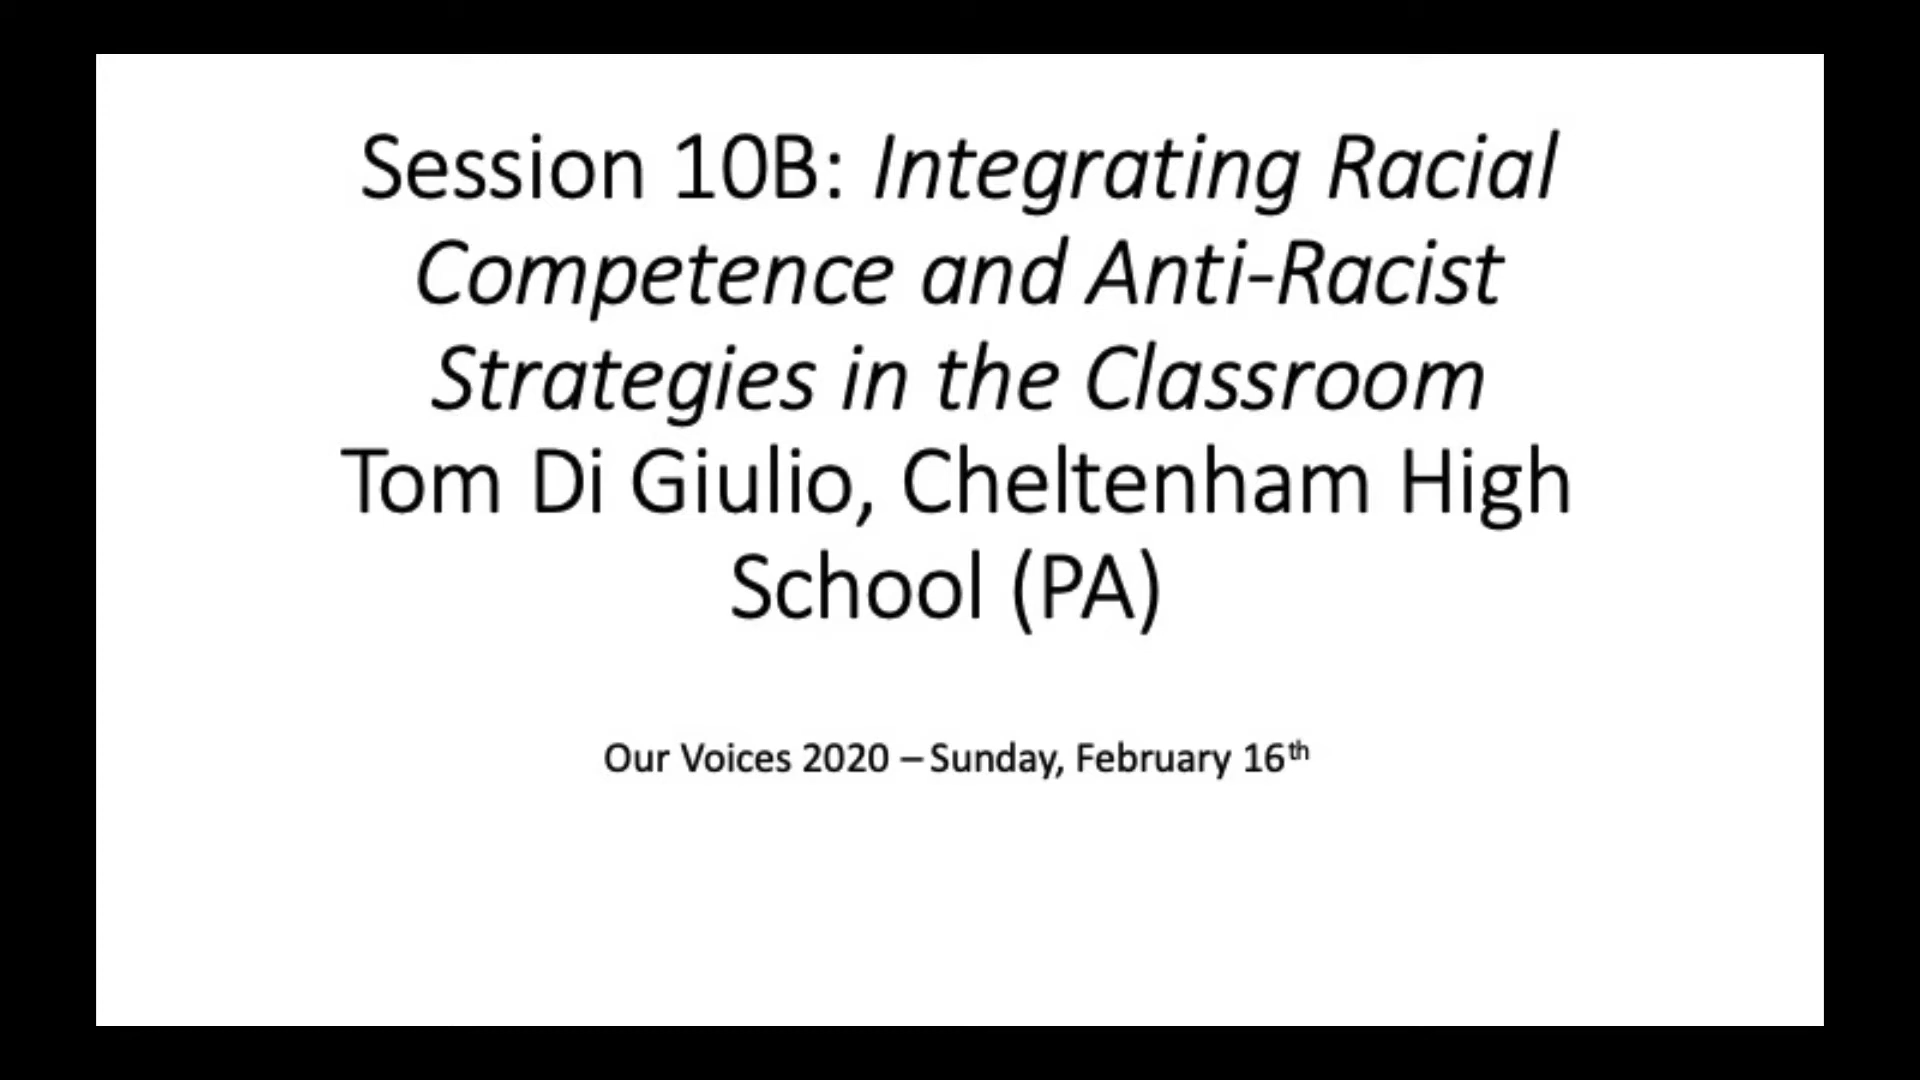 Session 10B: Integrating Racial
Competence and Anti-Racist
Strategies in the Classroom
Tom Di Giulio, Cheltenham High
School (PA)
Our Voices 2020 – Sunday, February 16th